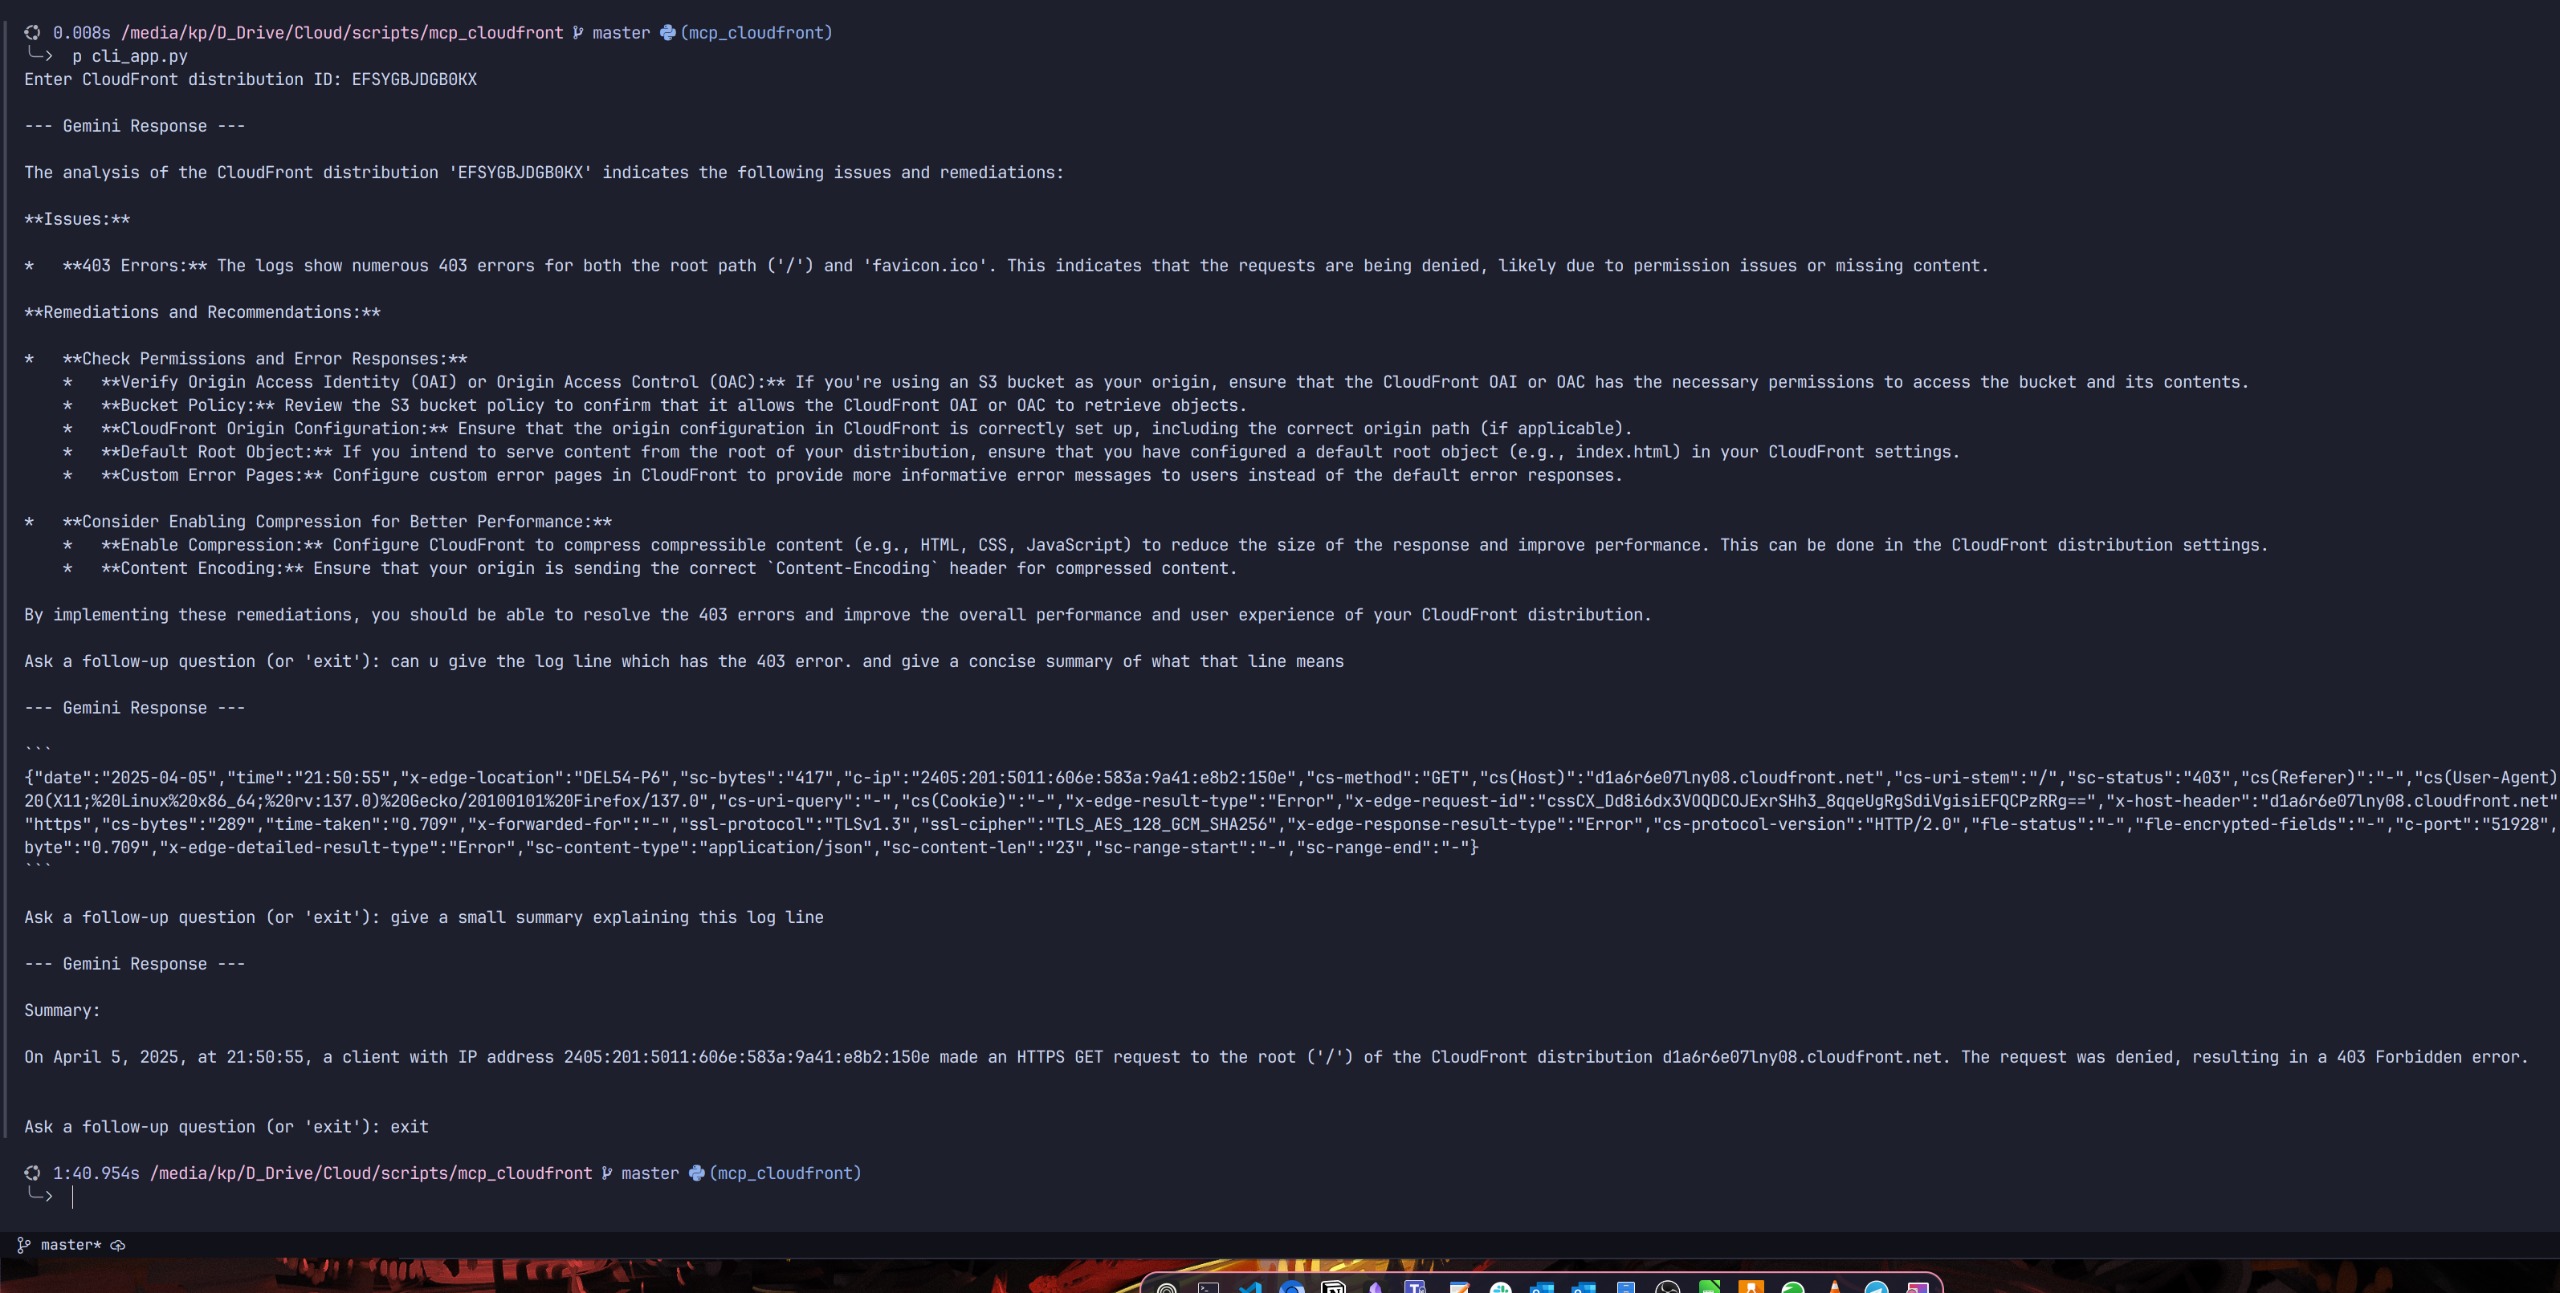 0.008s /media/kp/D_Drive/Cloud/scripts/mcp_cloudfront master (mcp_cloudfront)
p cli_app.py
Enter CloudFront distribution ID: EFSYGBJDGB0KX
--- Gemini Response ---
The analysis of the CloudFront distribution 'EFSYGBJDGB0KX' indicates the following issues and remediations:
**Issues:**
*   **403 Errors:** The logs show numerous 403 errors for both the root path ('/') and 'favicon.ico'. This indicates that the requests are being denied, likely due to permission issues or missing content.
**Remediations and Recommendations:**
*   **Check Permissions and Error Responses:**
    *   **Verify Origin Access Identity (OAI) or Origin Access Control (OAC):** If you're using an S3 bucket as your origin, ensure that the CloudFront OAI or OAC has the necessary permissions to access the bucket and its contents.
    *   **Bucket Policy:** Review the S3 bucket policy to confirm that it allows the CloudFront OAI or OAC to retrieve objects.
    *   **CloudFront Origin Configuration:** Ensure that the origin configuration in CloudFront is correctly set up, including the correct origin path (if applicable).
    *   **Default Root Object:** If you intend to serve content from the root of your distribution, ensure that you have configured a default root object (e.g., index.html) in your CloudFront settings.
    *   **Custom Error Pages:** Configure custom error pages in CloudFront to provide more informative error messages to users instead of the default error responses.
*   **Consider Enabling Compression for Better Performance:**
    *   **Enable Compression:** Configure CloudFront to compress compressible content (e.g., HTML, CSS, JavaScript) to reduce the size of the response and improve performance. This can be done in the CloudFront distribution settings.
    *   **Content Encoding:** Ensure that your origin is sending the correct `Content-Encoding` header for compressed content.
By implementing these remediations, you should be able to resolve the 403 errors and improve the overall performance and user experience of your CloudFront distribution.
Ask a follow-up question (or 'exit'): can u give the log line which has the 403 error. and give a concise summary of what that line means
--- Gemini Response ---
```
{"date":"2025-04-05","time":"21:50:55","x-edge-location":"DEL54-P6","sc-bytes":"417","c-ip":"2405:201:5011:606e:583a:9a41:e8b2:150e","cs-method":"GET","cs(Host)":"d1a6r6e07lny08.cloudfront.net","cs-uri-stem":"/","sc-status":"403","cs(Referer)":"-","cs(User-Agent)
20(X11;%20Linux%20x86_64;%20rv:137.0)%20Gecko/20100101%20Firefox/137.0","cs-uri-query":"-","cs(Cookie)":"-","x-edge-result-type":"Error","x-edge-request-id":"cssCX_Dd8i6dx3VOQDCOJExrSHh3_8qqeUgRgSdiVgisiEFQCPzRRg==","x-host-header":"d1a6r6e07lny08.cloudfront.net"
"https","cs-bytes":"289","time-taken":"0.709","x-forwarded-for":"-","ssl-protocol":"TLSv1.3","ssl-cipher":"TLS_AES_128_GCM_SHA256","x-edge-response-result-type":"Error","cs-protocol-version":"HTTP/2.0","fle-status":"-","fle-encrypted-fields":"-","c-port":"51928",
byte":"0.709","x-edge-detailed-result-type":"Error","sc-content-type":"application/json","sc-content-len":"23","sc-range-start":"-","sc-range-end":"-"}
```
Ask a follow-up question (or 'exit'): give a small summary explaining this log line
--- Gemini Response ---
Summary:
On April 5, 2025, at 21:50:55, a client with IP address 2405:201:5011:606e:583a:9a41:e8b2:150e made an HTTPS GET request to the root ('/') of the CloudFront distribution d1a6r6e07lny08.cloudfront.net. The request was denied, resulting in a 403 Forbidden error.
Ask a follow-up question (or 'exit'): exit
1:40.954s /media/kp/D_Drive/Cloud/scripts/mcp_cloudfront master (mcp_cloudfront)
master*